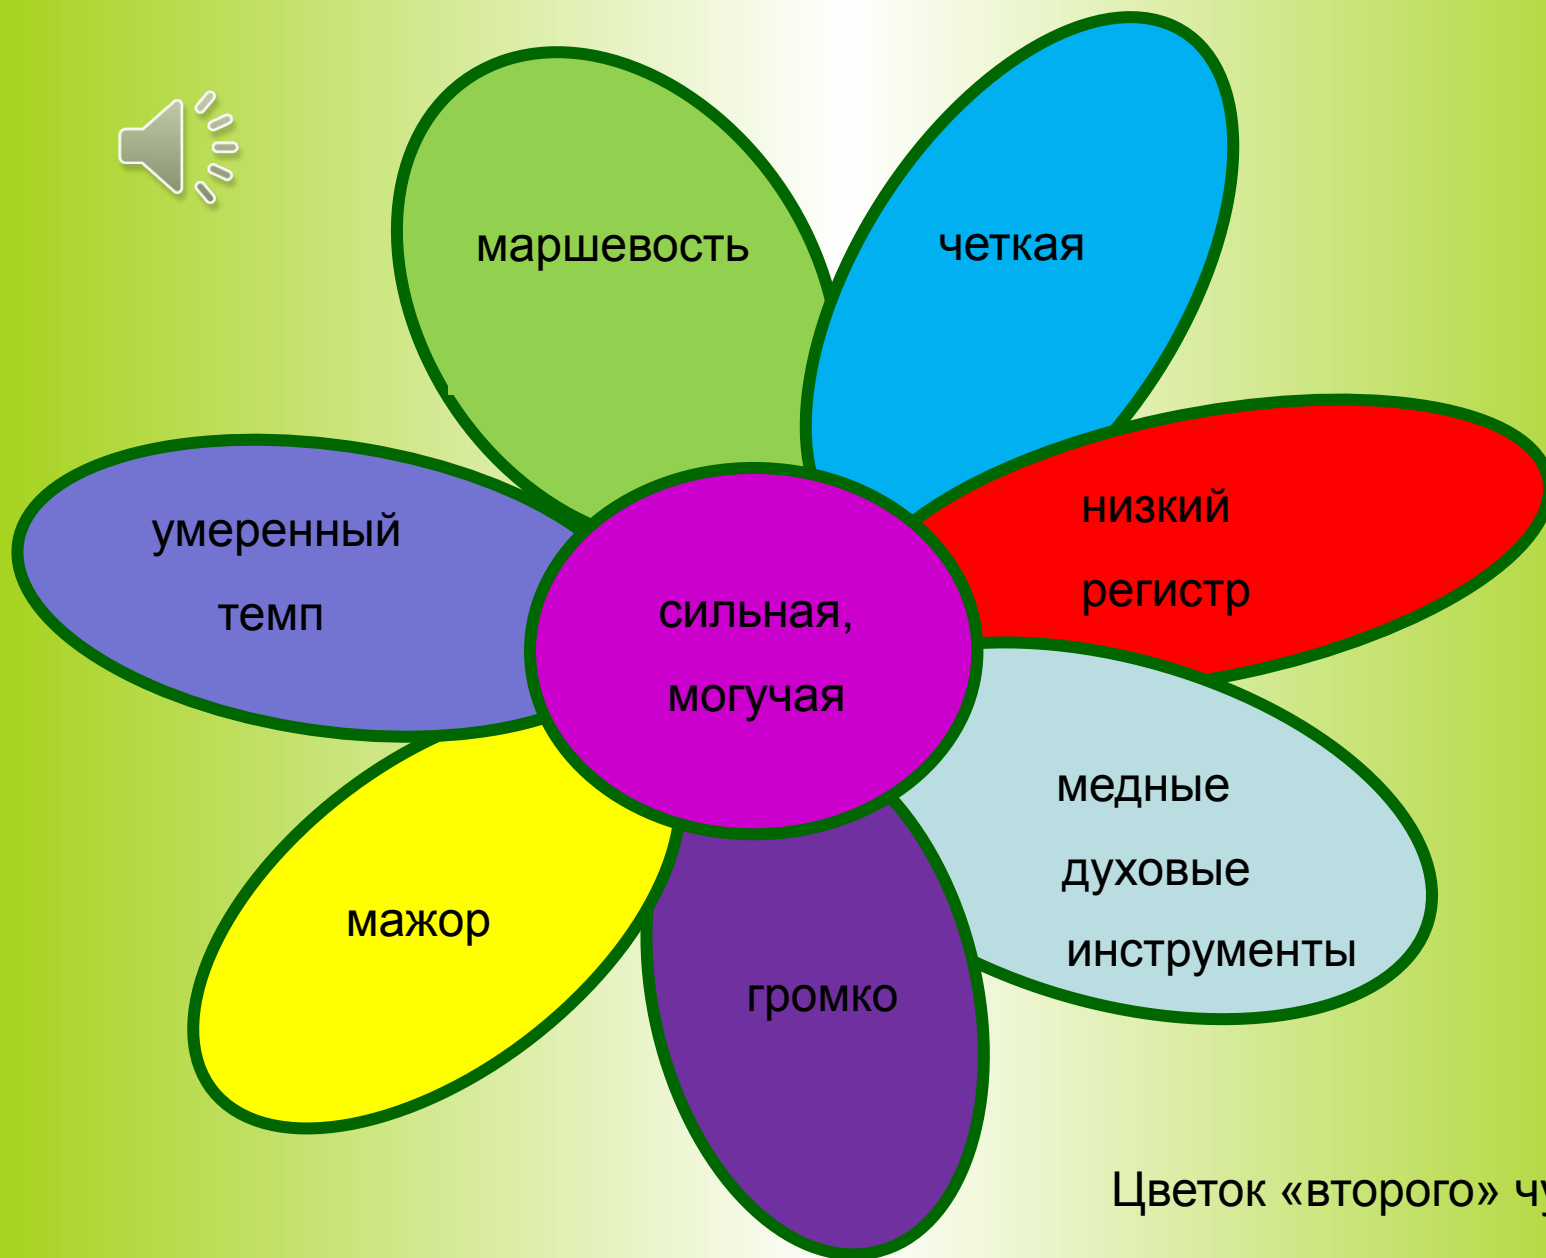 маршевость
четкая
умеренный
темп
низкий
регистр
сильная,
могучая
медные
духовые
инструменты
мажор
громко
Цветок «второго»